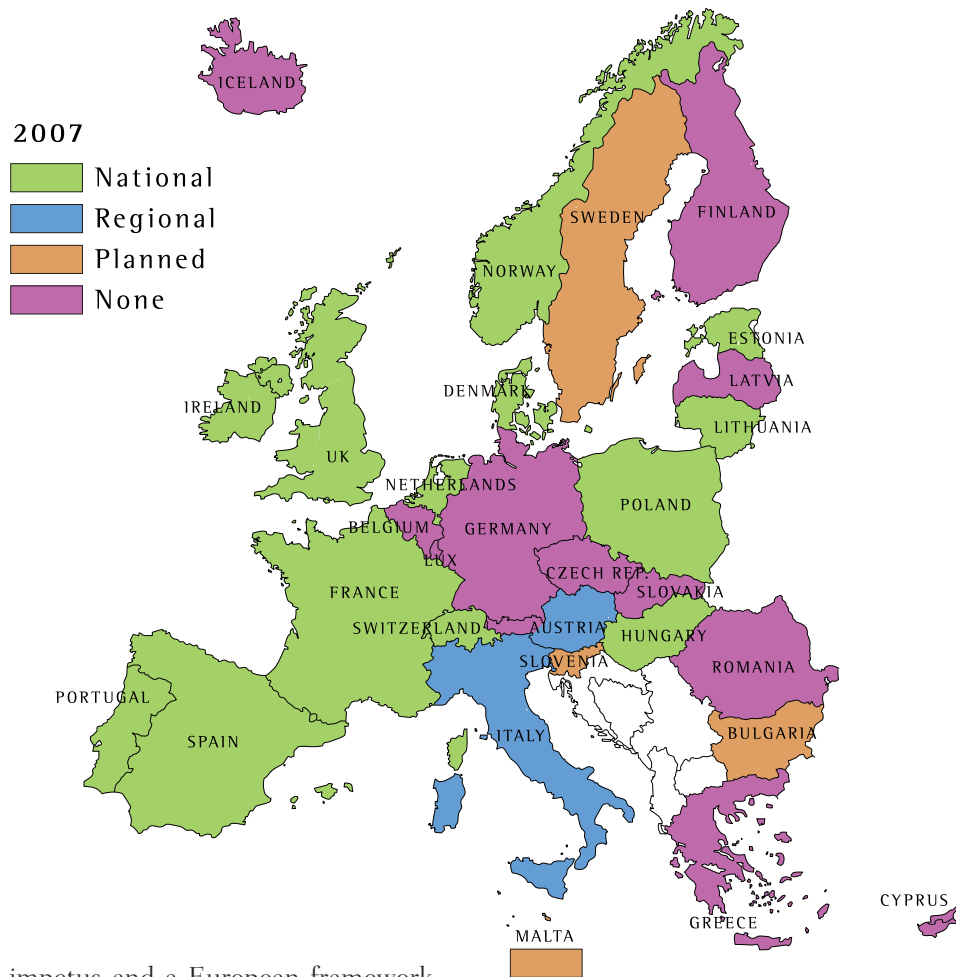 ICELAND
2007
National
Regional
Planned
None
SWEDEN
FINLAND
NORWAY
ESTONIA
LATVIA
LITHUANIA
DENMARK
IRELAND
UK
NETHERLANDS
POLAND
BELGIUM
GERMANY
LUX
CZECH REP.
SLOVAKIA
FRANCE
SWITZERLAND
AUSTRIA
HUNGARY
SLOVENIA
ROMANIA
PORTUGAL
SPAIN
ITALY
BULGARIA
GREECE
CYPRUS
MALTA
impetus and a European framework